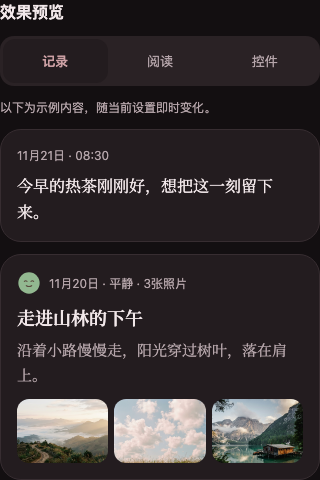 效果预览
记录
阅读
控件
以下为示例内容，随当前设置即时变化。
11月21日 · 08:30
今早的热茶刚刚好，想把这一刻留下
来。
11月20日 · 平静 · 3张照片
走进山林的下午
沿着小路慢慢走，阳光穿过树叶，落在肩
上。